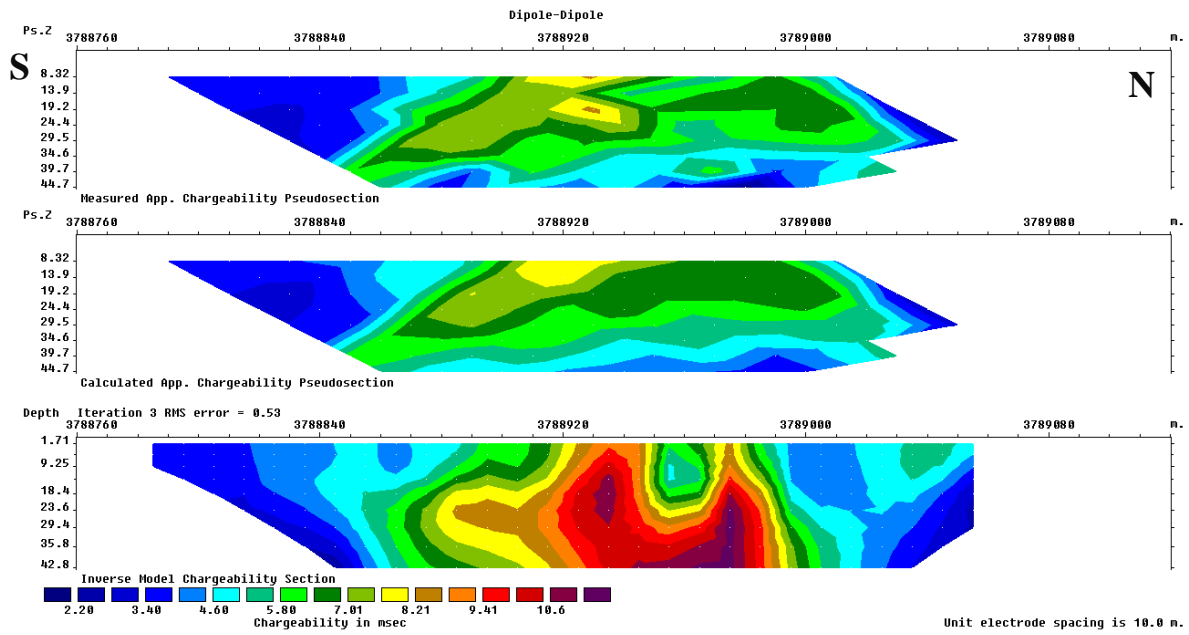 Dipole-Dipole
Ps.Z 3788760 3788840 3788920 3789000 3789080 m.
S
N
8.32
13.9
19.2
24.4
29.5
34.6
39.7
44.7
Measured App. Chargeability Pseudosection
Ps.Z 3788760 3788840 3788920 3789000 3789080 m.
8.32
13.9
19.2
24.4
29.5
34.6
39.7
44.7
Calculated App. Chargeability Pseudosection
Depth Iteration 3 RMS error = 0.53
3788760 3788840 3788920 3789000 3789080 m.
1.71
9.25
18.4
23.6
29.4
35.8
42.8
Inverse Model Chargeability Section
2.20 3.40 4.60 5.80 7.01 8.21 9.41 10.6
Chargeability in msec
Unit electrode spacing is 10.0 m.